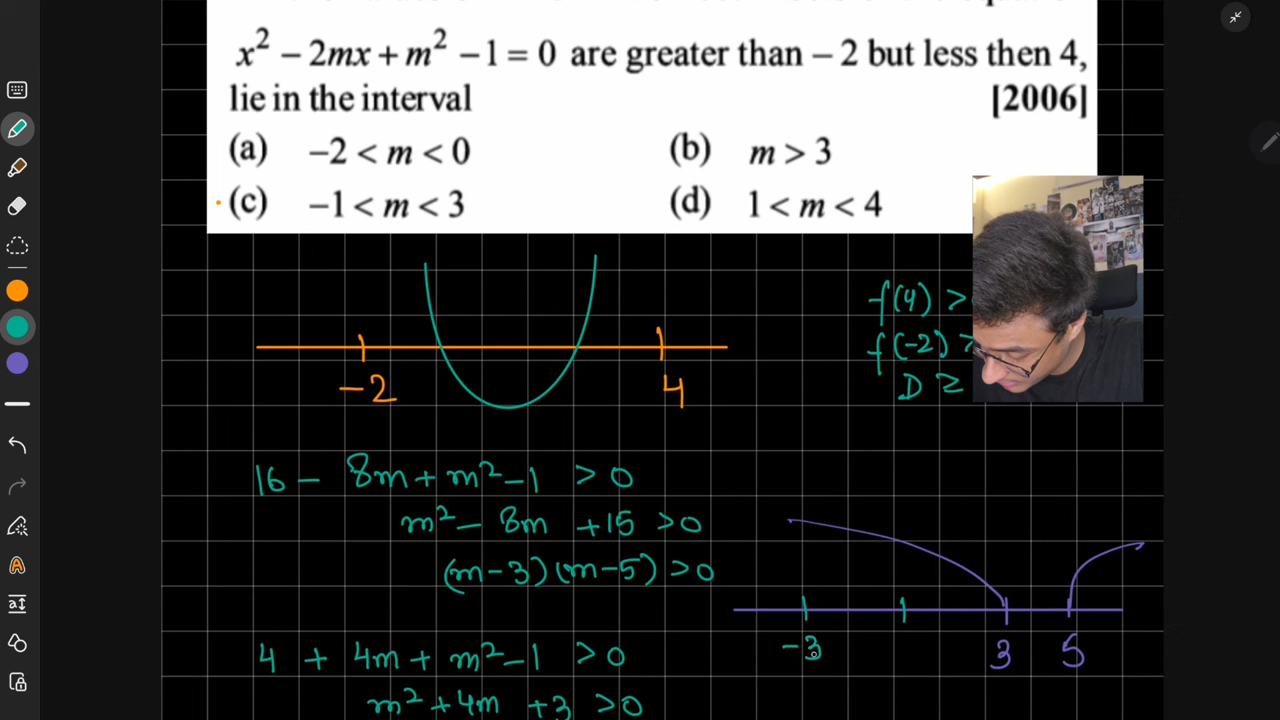 x² − 2mx + m² − 1 = 0 are greater than − 2 but less then 4,
lie in the interval [2006]
(a) −2 < m < 0 (b) m > 3
(c) −1 < m < 3 (d) 1 < m < 4
f(4) >
f(-2) >
D ≥
-2 4
16 - 8m + m² - 1 > 0
m² - 8m + 15 > 0
(m-3)(m-5) > 0
-3 3 5
4 + 4m + m² - 1 > 0
m² + 4m + 3 > 0